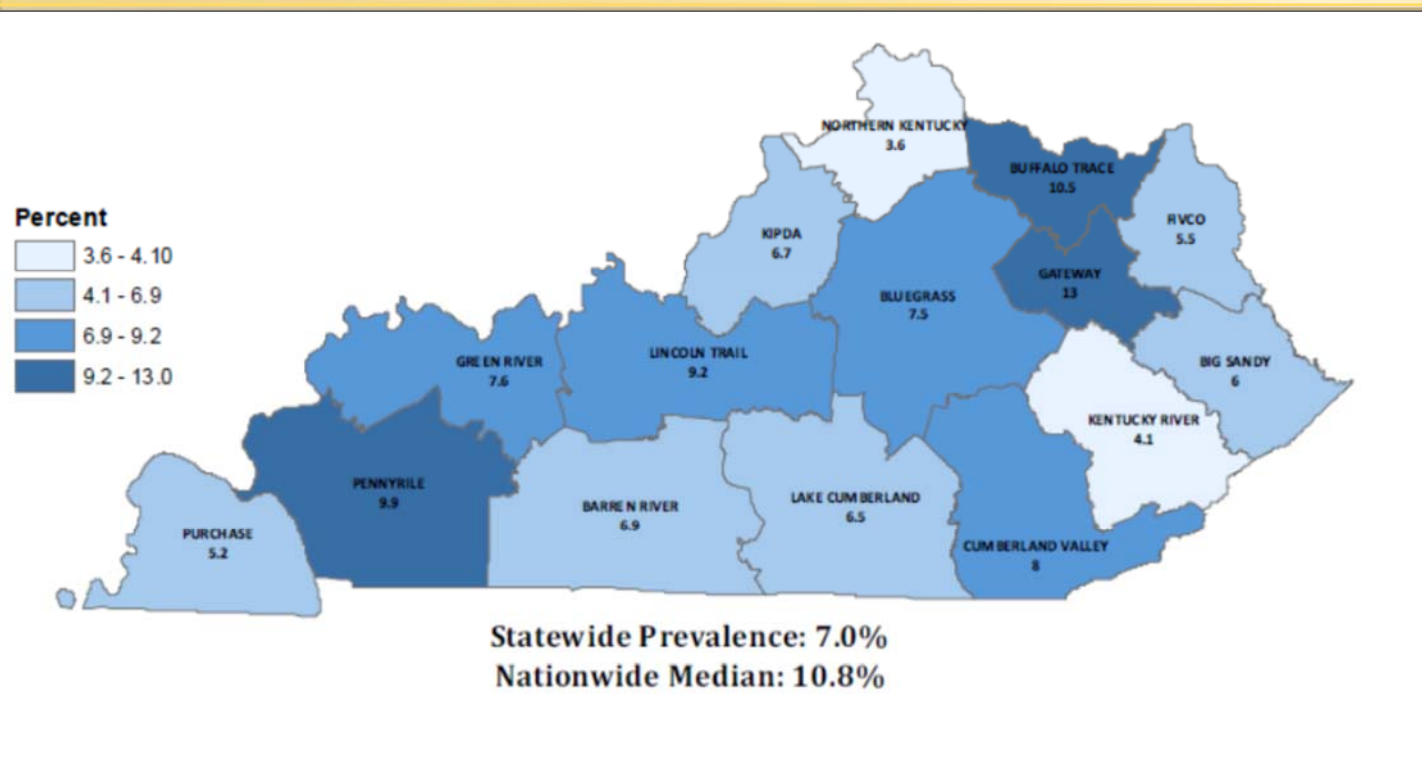 NORTHERN KENTUCKY
3.6
BUFFALO TRACE
10.5
Percent
3.6 - 4.10
4.1 - 6.9
6.9 - 9.2
9.2 - 13.0
KIPDA
6.7
FIVCO
5.5
GATEWAY
13
BLUEGRASS
7.5
GREEN RIVER
7.6
LINCOLN TRAIL
9.2
BIG SANDY
6
KENTUCKY RIVER
4.1
PENNYRILE
9.9
BARREN RIVER
6.9
LAKE CUMBERLAND
6.5
PURCHASE
5.2
CUMBERLAND VALLEY
8
Statewide Prevalence: 7.0%
Nationwide Median: 10.8%